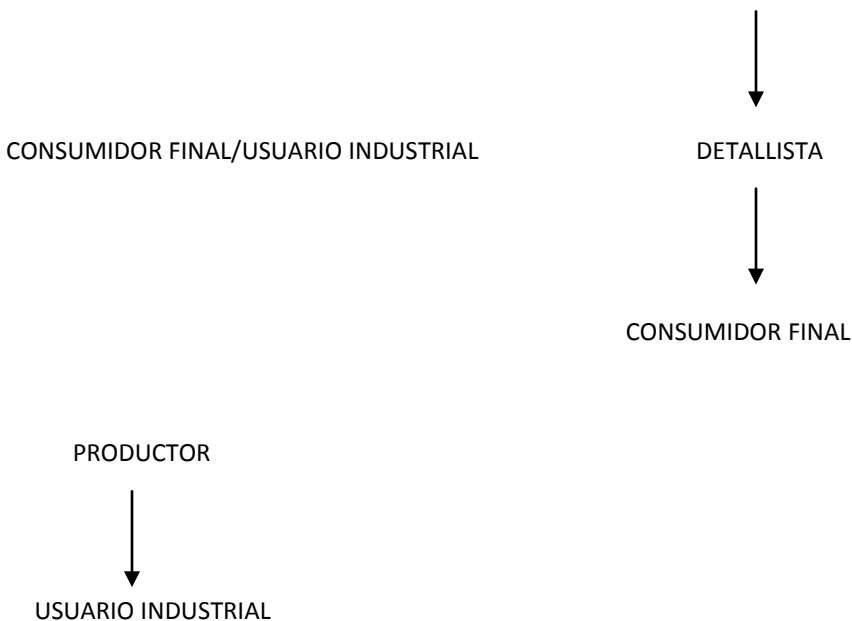 CONSUMIDOR FINAL/USUARIO INDUSTRIAL
DETALLISTA
CONSUMIDOR FINAL
PRODUCTOR
USUARIO INDUSTRIAL